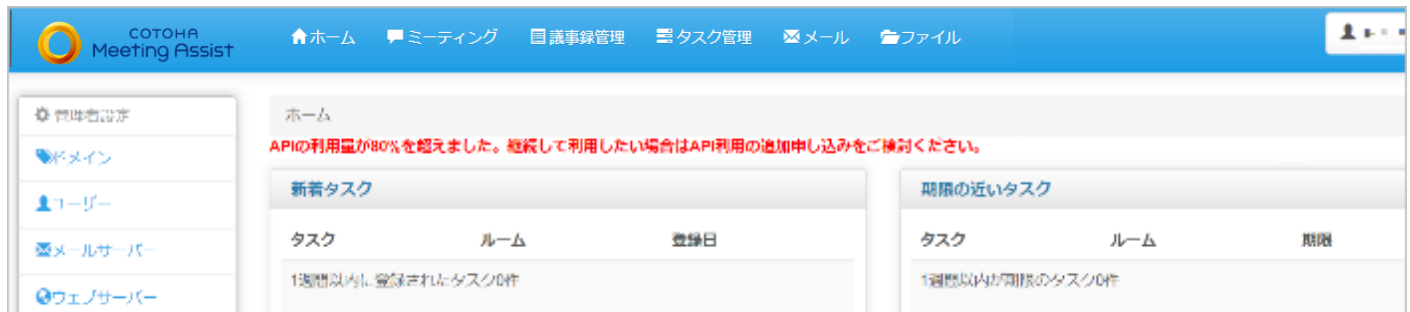 COTOHA
Meeting Assist
ホーム ミーティング 議事録管理 タスク管理 メール ファイル
管理者設定
ドメイン
ユーザー
メールサーバー
ウェブサーバー
ホーム
APIの利用量が80%を超えました。継続して利用したい場合はAPI利用の追加申し込みをご検討ください。
新着タスク
タスク ルーム 登録日
1週間以内に登録されたタスク0件
期限の近いタスク
タスク ルーム 期限
1週間以内が期限のタスク0件